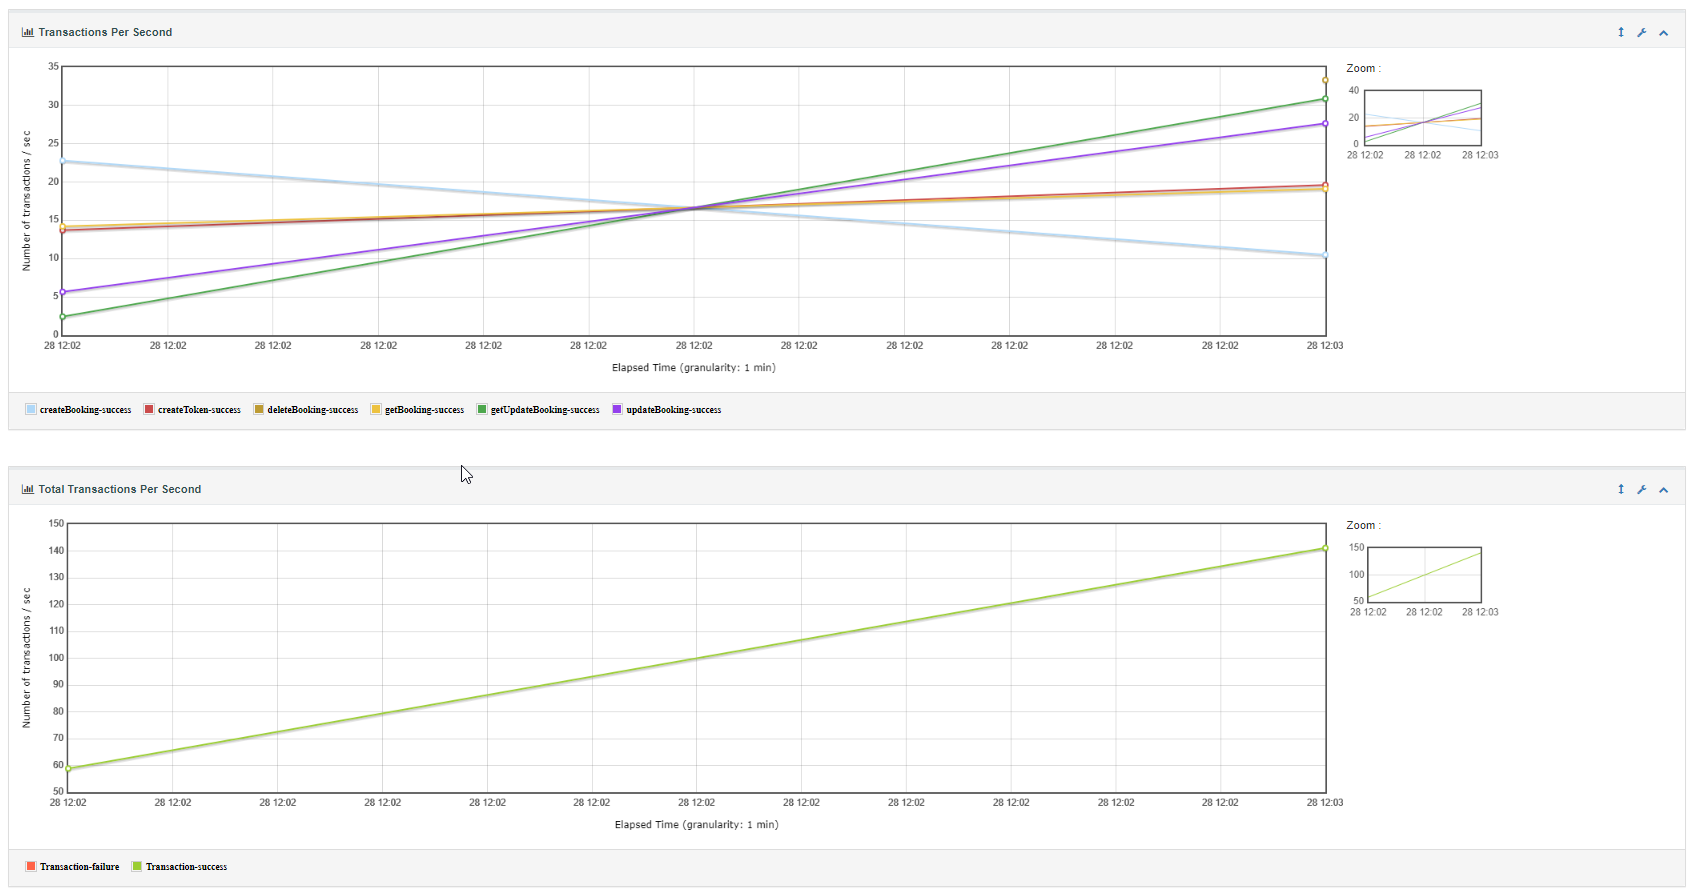 Transactions Per Second
Zoom :
35
30
25
20
15
10
5
0
Number of transactions / sec
28 12:02 28 12:02 28 12:02 28 12:02 28 12:02 28 12:02 28 12:02 28 12:02 28 12:02 28 12:02 28 12:02 28 12:02 28 12:03
Elapsed Time (granularity: 1 min)
40
20
0
28 12:02 28 12:02 28 12:03
createBooking-success createToken-success deleteBooking-success getBooking-success getUpdateBooking-success updateBooking-success
Total Transactions Per Second
Zoom :
150
140
130
120
110
100
90
80
70
60
50
Number of transactions / sec
28 12:02 28 12:02 28 12:02 28 12:02 28 12:02 28 12:02 28 12:02 28 12:02 28 12:02 28 12:02 28 12:02 28 12:02 28 12:03
Elapsed Time (granularity: 1 min)
150
100
50
28 12:02 28 12:02 28 12:03
Transaction-failure Transaction-success